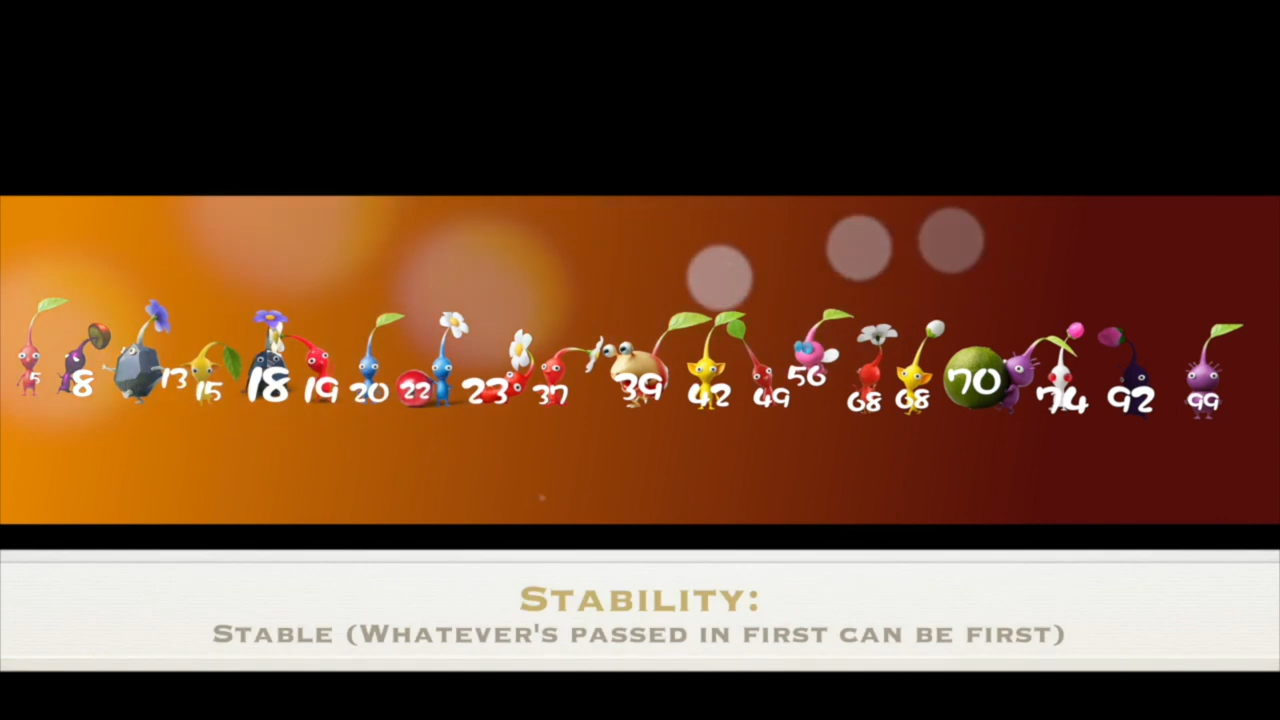 5 8 13 15 18 19 20 22 23 37 39 42 49 56 68 68 70 74 92 99
STABILITY:
STABLE (WHATEVER'S PASSED IN FIRST CAN BE FIRST)